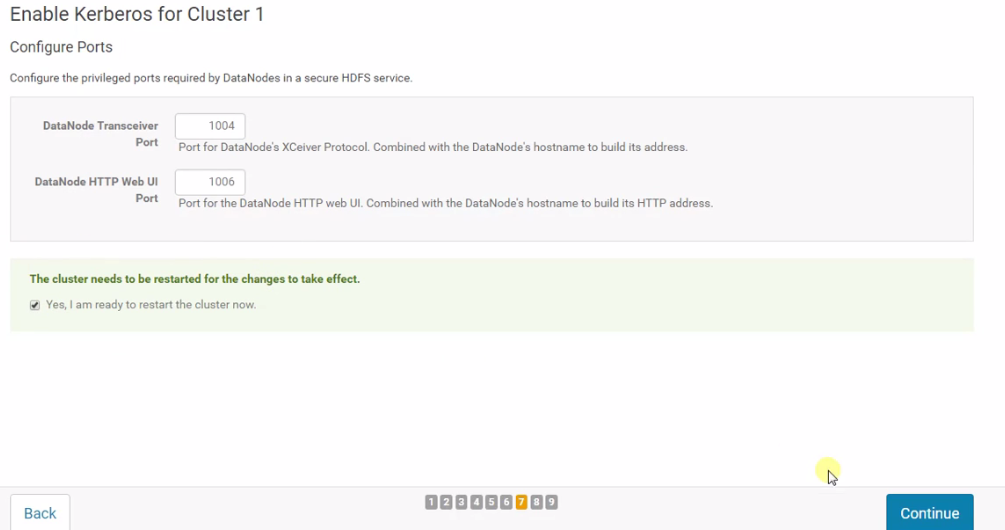 Enable Kerberos for Cluster 1
Configure Ports
Configure the privileged ports required by DataNodes in a secure HDFS service.
DataNode Transceiver
Port
1004
Port for DataNode's XCeiver Protocol. Combined with the DataNode's hostname to build its address.
DataNode HTTP Web UI
Port
1006
Port for the DataNode HTTP web UI. Combined with the DataNode's hostname to build its HTTP address.
The cluster needs to be restarted for the changes to take effect.
Yes, I am ready to restart the cluster now.
Back
1 2 3 4 5 6 7 8 9
Continue